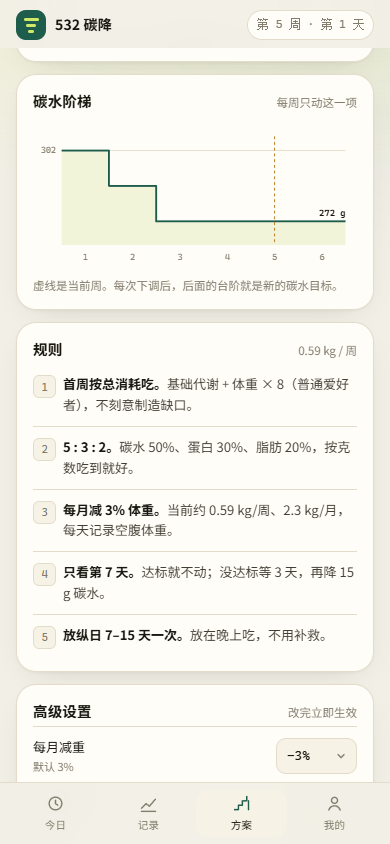 532 碳降
第 5 周 · 第 1 天
碳水阶梯
每周只动这一项
302
272 g
1 2 3 4 5 6
虚线是当前周。每次下调后，后面的台阶就是新的碳水目标。
规则
0.59 kg / 周
1 首周按总消耗吃。基础代谢 + 体重 × 8（普通爱好
者），不刻意制造缺口。
2 5 : 3 : 2。碳水 50%、蛋白 30%、脂肪 20%，按克
数吃到就好。
3 每月减 3% 体重。当前约 0.59 kg/周、2.3 kg/月，
每天记录空腹体重。
4 只看第 7 天。达标就不动；没达标等 3 天，再降 15
g 碳水。
5 放纵日 7–15 天一次。放在晚上吃，不用补救。
高级设置
改完立即生效
每月减重
默认 3%
−3%
今日
记录
方案
我的